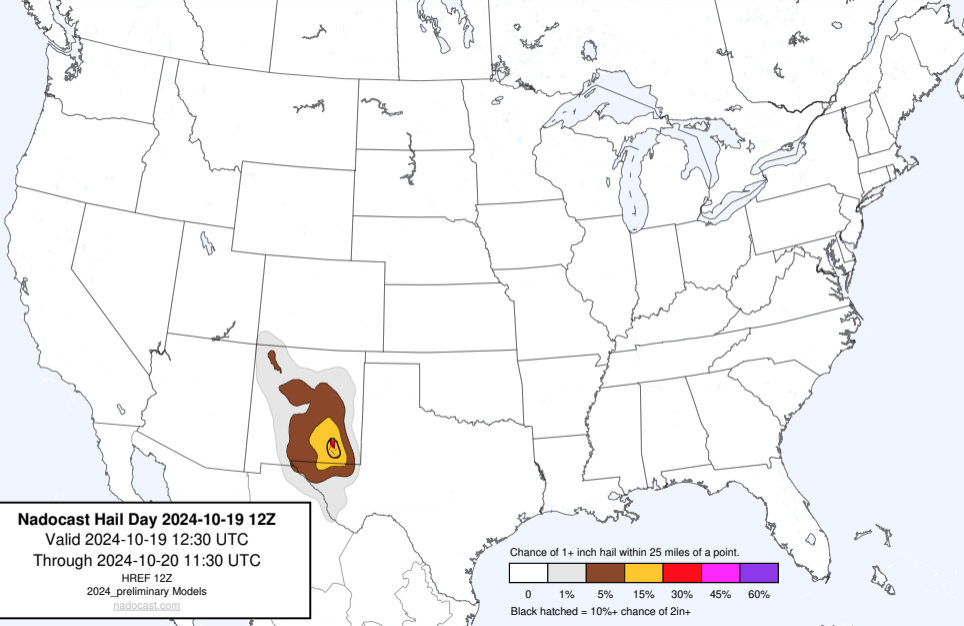 Nadocast Hail Day 2024-10-19 12Z
Valid 2024-10-19 12:30 UTC
Through 2024-10-20 11:30 UTC
HREF 12Z
2024_preliminary Models
nadocast.com
Chance of 1+ inch hail within 25 miles of a point.
0 1% 5% 15% 30% 45% 60%
Black hatched = 10%+ chance of 2in+